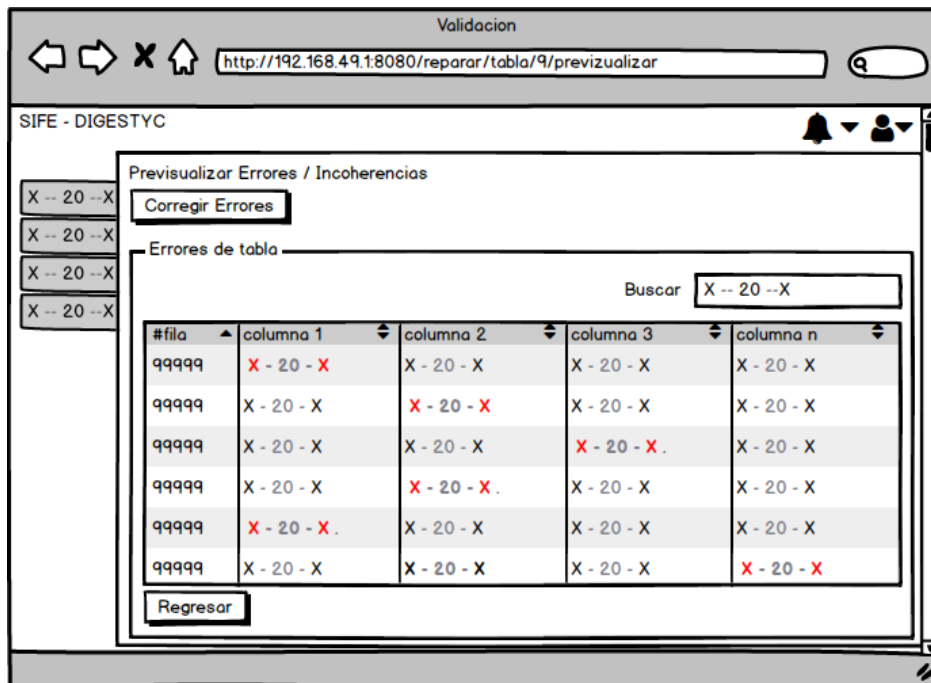 Validacion
http://192.168.49.1:8080/reparar/tabla/9/previzualizar
SIFE - DIGESTYC
Previsualizar Errores / Incoherencias
X -- 20 --X
Corregir Errores
X -- 20 --X
Errores de tabla
X -- 20 --X
Buscar X -- 20 --X
X -- 20 --X
#fila columna 1 columna 2 columna 3 columna n
99999 X - 20 - X X - 20 - X X - 20 - X X - 20 - X
99999 X - 20 - X X - 20 - X X - 20 - X X - 20 - X
99999 X - 20 - X X - 20 - X X - 20 - X . X - 20 - X
99999 X - 20 - X X - 20 - X . X - 20 - X X - 20 - X
99999 X - 20 - X . X - 20 - X X - 20 - X X - 20 - X
99999 X - 20 - X X - 20 - X X - 20 - X X - 20 - X
Regresar